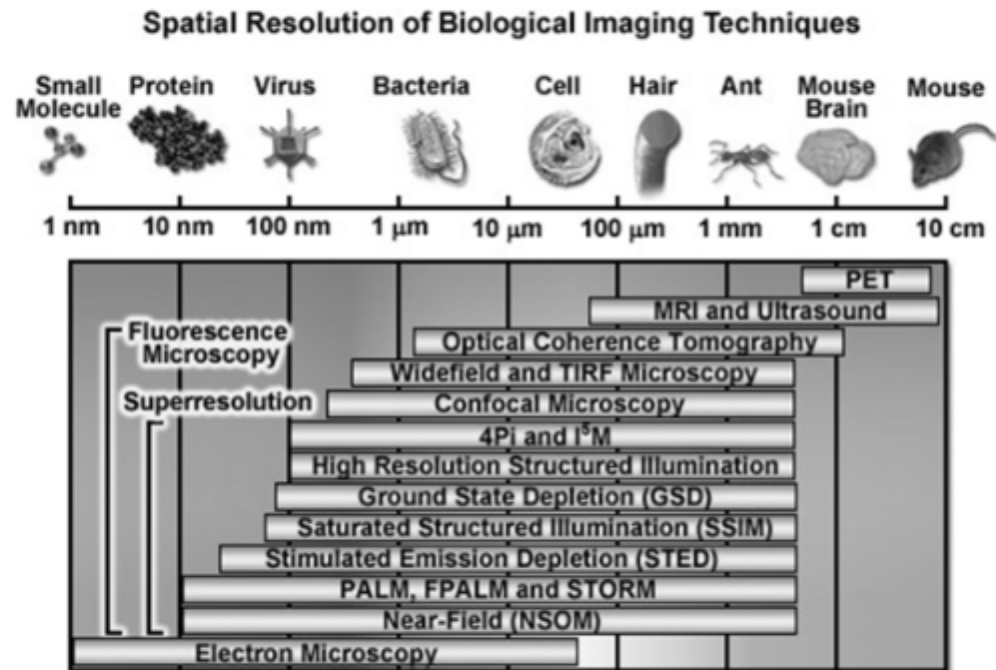 Spatial Resolution of Biological Imaging Techniques
Small
Molecule
Protein
Virus
Bacteria
Cell
Hair
Ant
Mouse
Brain
Mouse
1 nm
10 nm
100 nm
1 μm
10 μm
100 μm
1 mm
1 cm
10 cm
PET
MRI and Ultrasound
Fluorescence
Microscopy
Optical Coherence Tomography
Widefield and TIRF Microscopy
Superresolution
Confocal Microscopy
4Pi and I⁵M
High Resolution Structured Illumination
Ground State Depletion (GSD)
Saturated Structured Illumination (SSIM)
Stimulated Emission Depletion (STED)
PALM, FPALM and STORM
Near-Field (NSOM)
Electron Microscopy